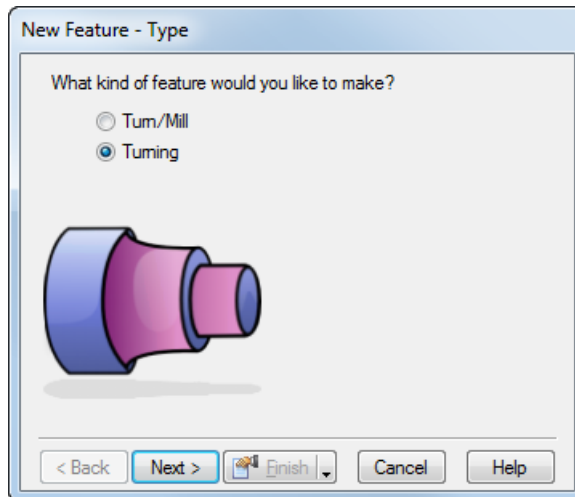 New Feature - Type
What kind of feature would you like to make?
Turn/Mill
Turning
< Back Next > Finish Cancel Help